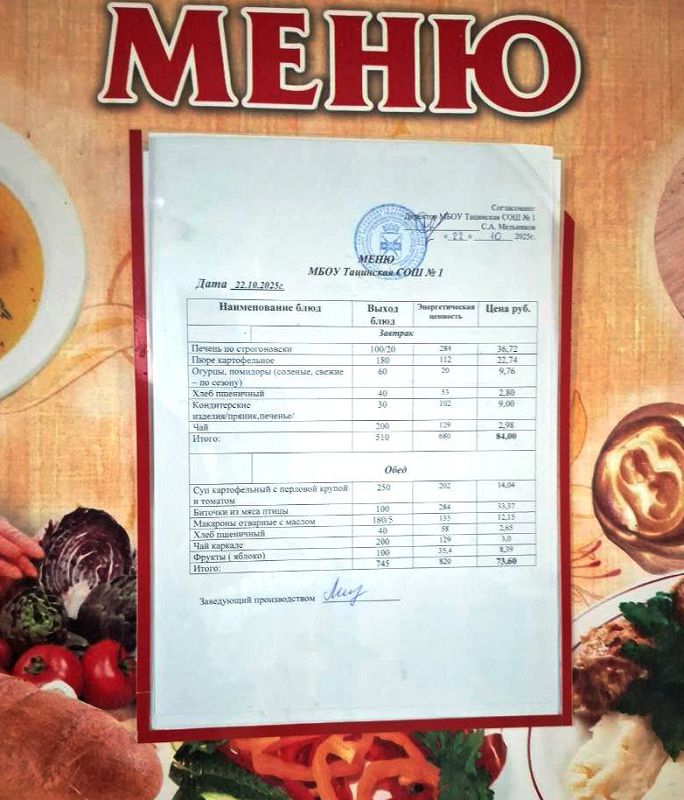 МЕНЮ
Согласовано:
Директор МБОУ Тацинская СОШ № 1
С.А. Мельников
« 22 » 10 2025г.
МЕНЮ
МБОУ Тацинская СОШ № 1
Дата 22.10.2025г
Наименование блюд Выход блюд Энергетическая ценность Цена руб.
Завтрак
Печень по строгоновски 100/20 284 36,72
Пюре картофельное 180 112 22,74
Огурцы, помидоры (соленые, свежие 60 20 9,76
– по сезону)
Хлеб пшеничный 40 53 2,80
Кондитерские 30 102 9,00
изделия/пряник,печенье/
Чай 200 129 2,98
Итого: 510 680 84,00
Обед
Суп картофельный с перловой крупой 250 202 14,04
и томатом
Биточки из мяса птицы 100 284 33,37
Макароны отварные с маслом 180/5 135 12,15
Хлеб пшеничный 40 58 2,65
Чай каркаде 200 129 3,0
Фрукты ( яблоко) 100 35,4 8,39
Итого: 745 820 73,60
Заведующий производством